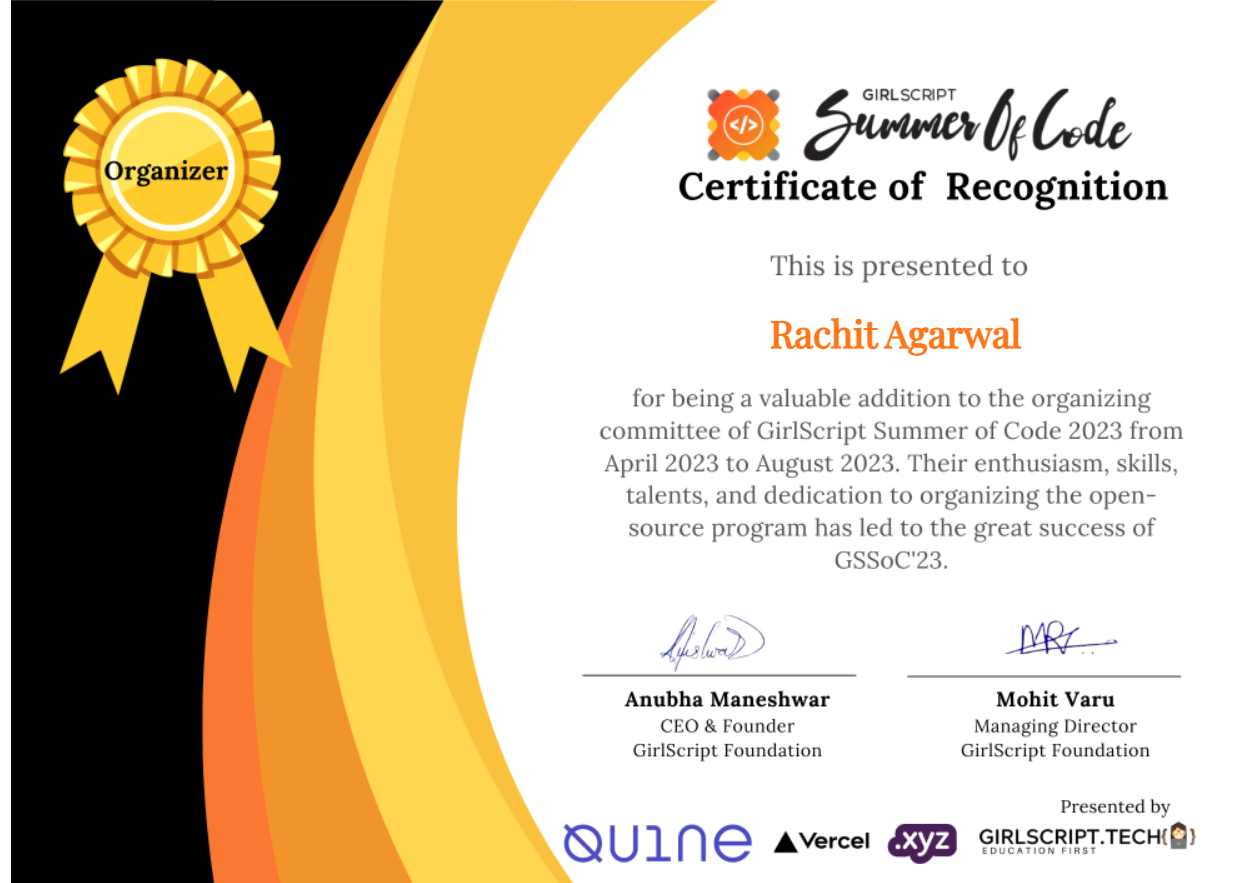 Organizer
GIRLSCRIPT
Summer Of Code
Certificate of Recognition
This is presented to
Rachit Agarwal
for being a valuable addition to the organizing
committee of GirlScript Summer of Code 2023 from
April 2023 to August 2023. Their enthusiasm, skills,
talents, and dedication to organizing the open-
source program has led to the great success of
GSSoC'23.
Anubha Maneshwar
CEO & Founder
GirlScript Foundation
Mohit Varu
Managing Director
GirlScript Foundation
Presented by
QUINE
Vercel
.xyz
GIRLSCRIPT.TECH{ }
EDUCATION FIRST